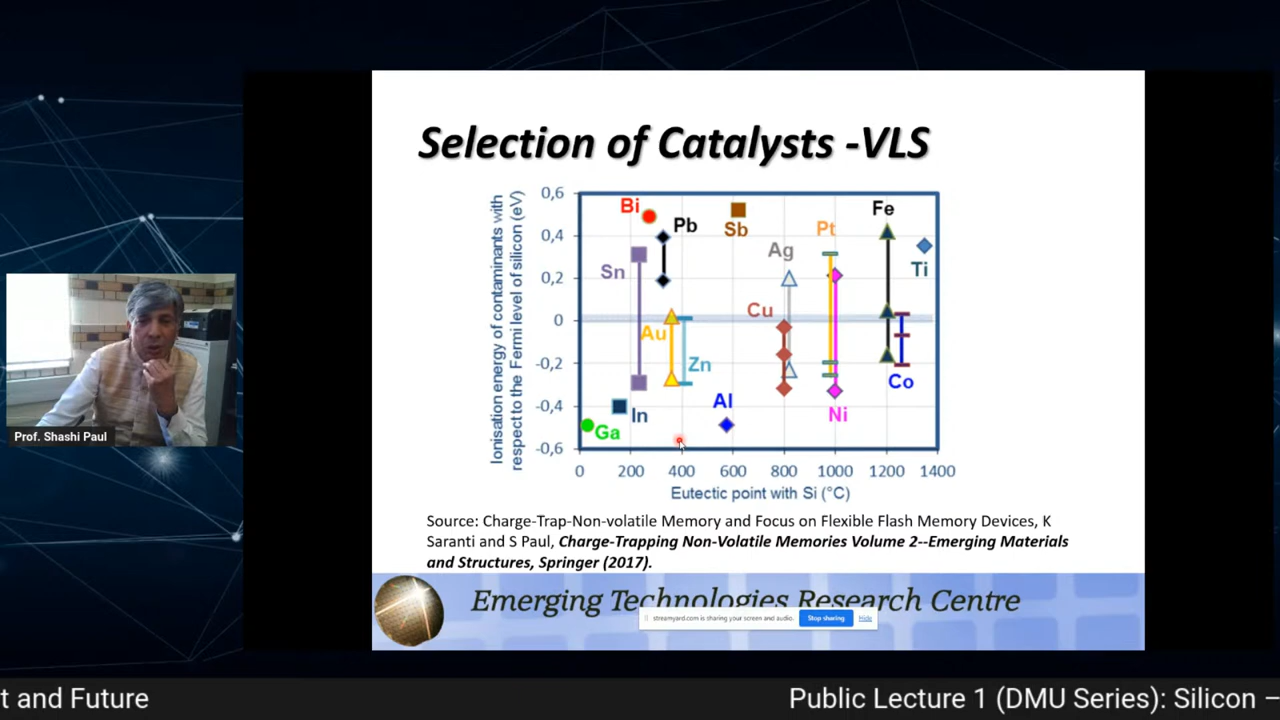 Selection of Catalysts -VLS
Ionisation energy of contaminants with
respect to the Fermi level of silicon (eV)
0,6
0,4
0,2
0
-0,2
-0,4
-0,6
Bi
Pb
Sb
Fe
Pt
Ag
Ti
Sn
Cu
Au
Zn
Co
Al
Ni
In
Ga
0 200 400 600 800 1000 1200 1400
Eutectic point with Si (°C)
Prof. Shashi Paul
Source: Charge-Trap-Non-volatile Memory and Focus on Flexible Flash Memory Devices, K
Saranti and S Paul, Charge-Trapping Non-Volatile Memories Volume 2--Emerging Materials
and Structures, Springer (2017).
Emerging Technologies Research Centre
streamyard.com is sharing your screen and audio. Stop sharing Hide
t and Future Public Lecture 1 (DMU Series): Silicon –